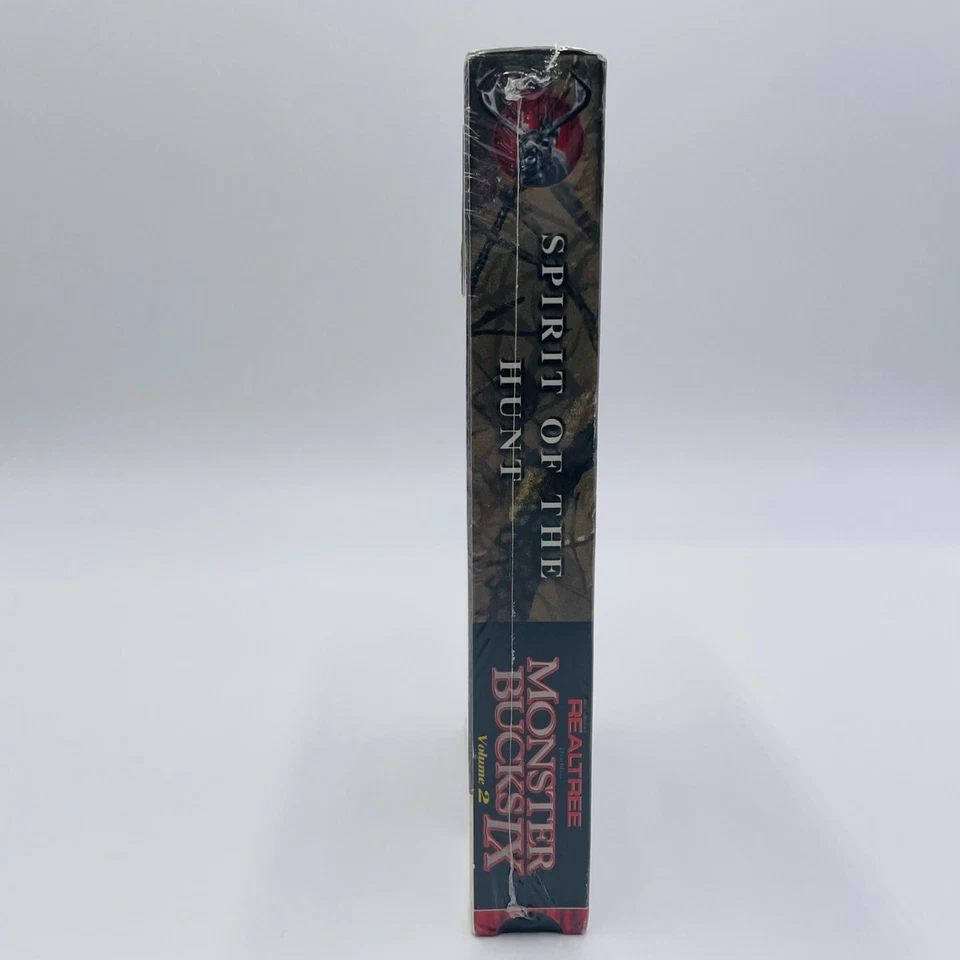 SPIRIT OF THE
HUNT
REALTREE
MONSTER
BUCKS IX
Volume 2